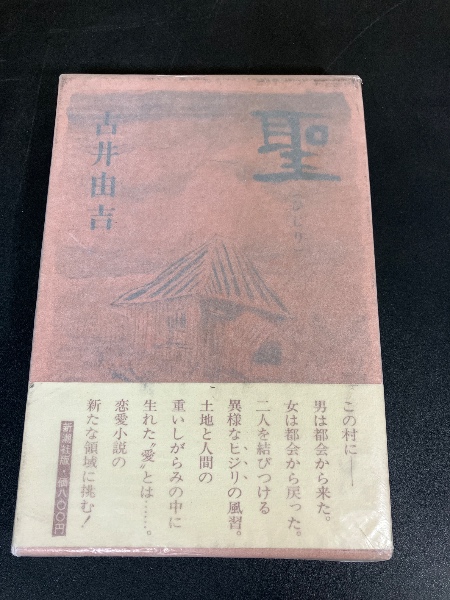 聖
（ひじり）
古井由吉
この村に――
男は都会から来た。
女は都会から戻った。
二人を結びつける
異様なヒジリの風習。
土地と人間の
重いしがらみの中に
生れた〝愛〟とは……。
恋愛小説の
新たな領域に挑む！
新潮社版・価八〇〇円